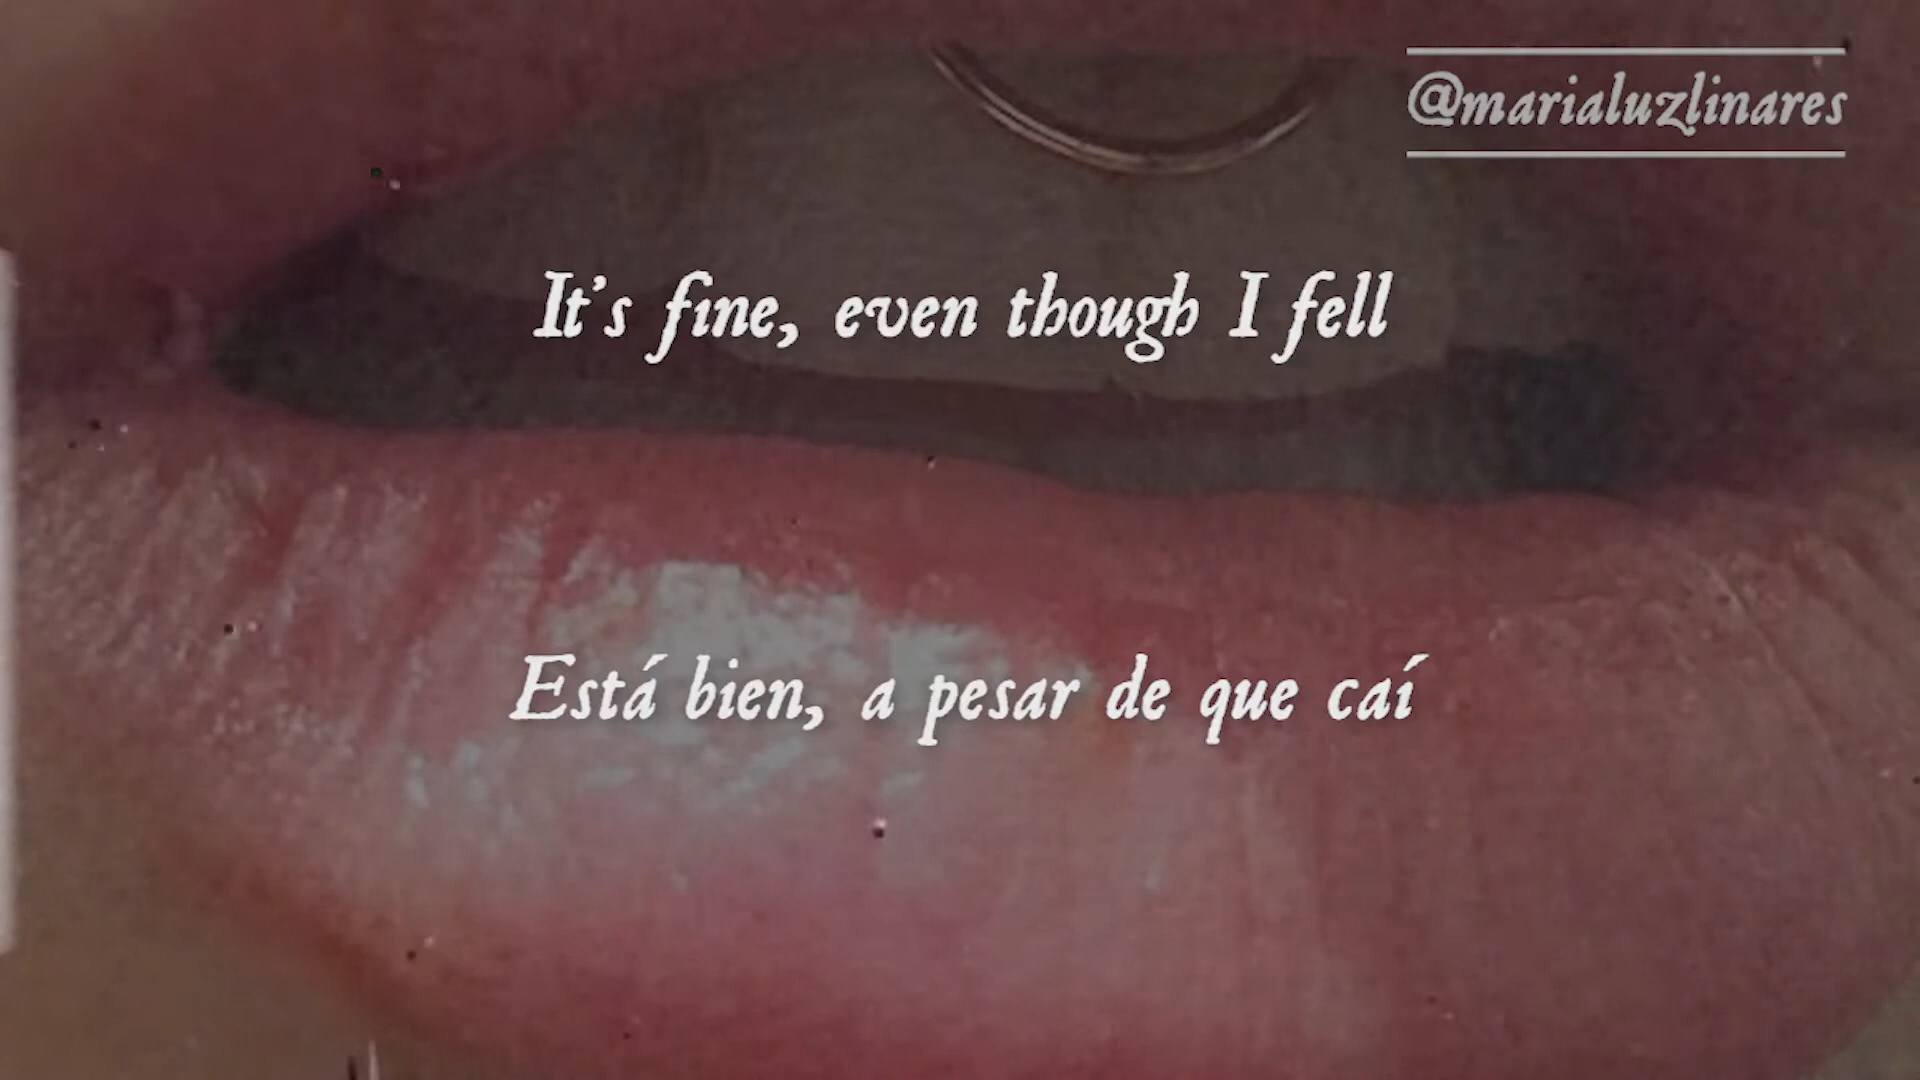 @marialuzlinares
It's fine, even though I fell
Está bien, a pesar de que caí